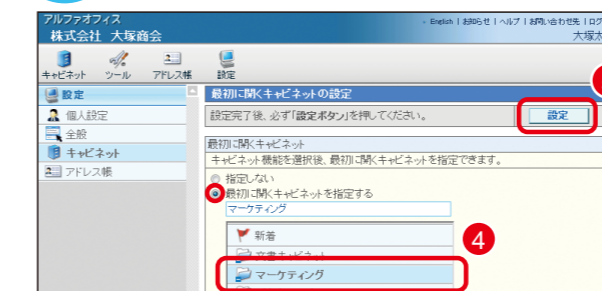 アルファオフィス
English | お知らせ | ヘルプ | お問い合わせ先 | ログ
株式会社 大塚商会
大塚太
キャビネット ツール アドレス帳 設定
設定
個人設定
全般
キャビネット
アドレス帳
最初に開くキャビネットの設定
設定完了後、必ず「設定ボタン」を押してください。
設定
最初に開くキャビネット
キャビネット機能を選択後、最初に開くキャビネットを指定できます。
指定しない
最初に開くキャビネットを指定する
マーケティング
新着
文書キャビネット
マーケティング
4